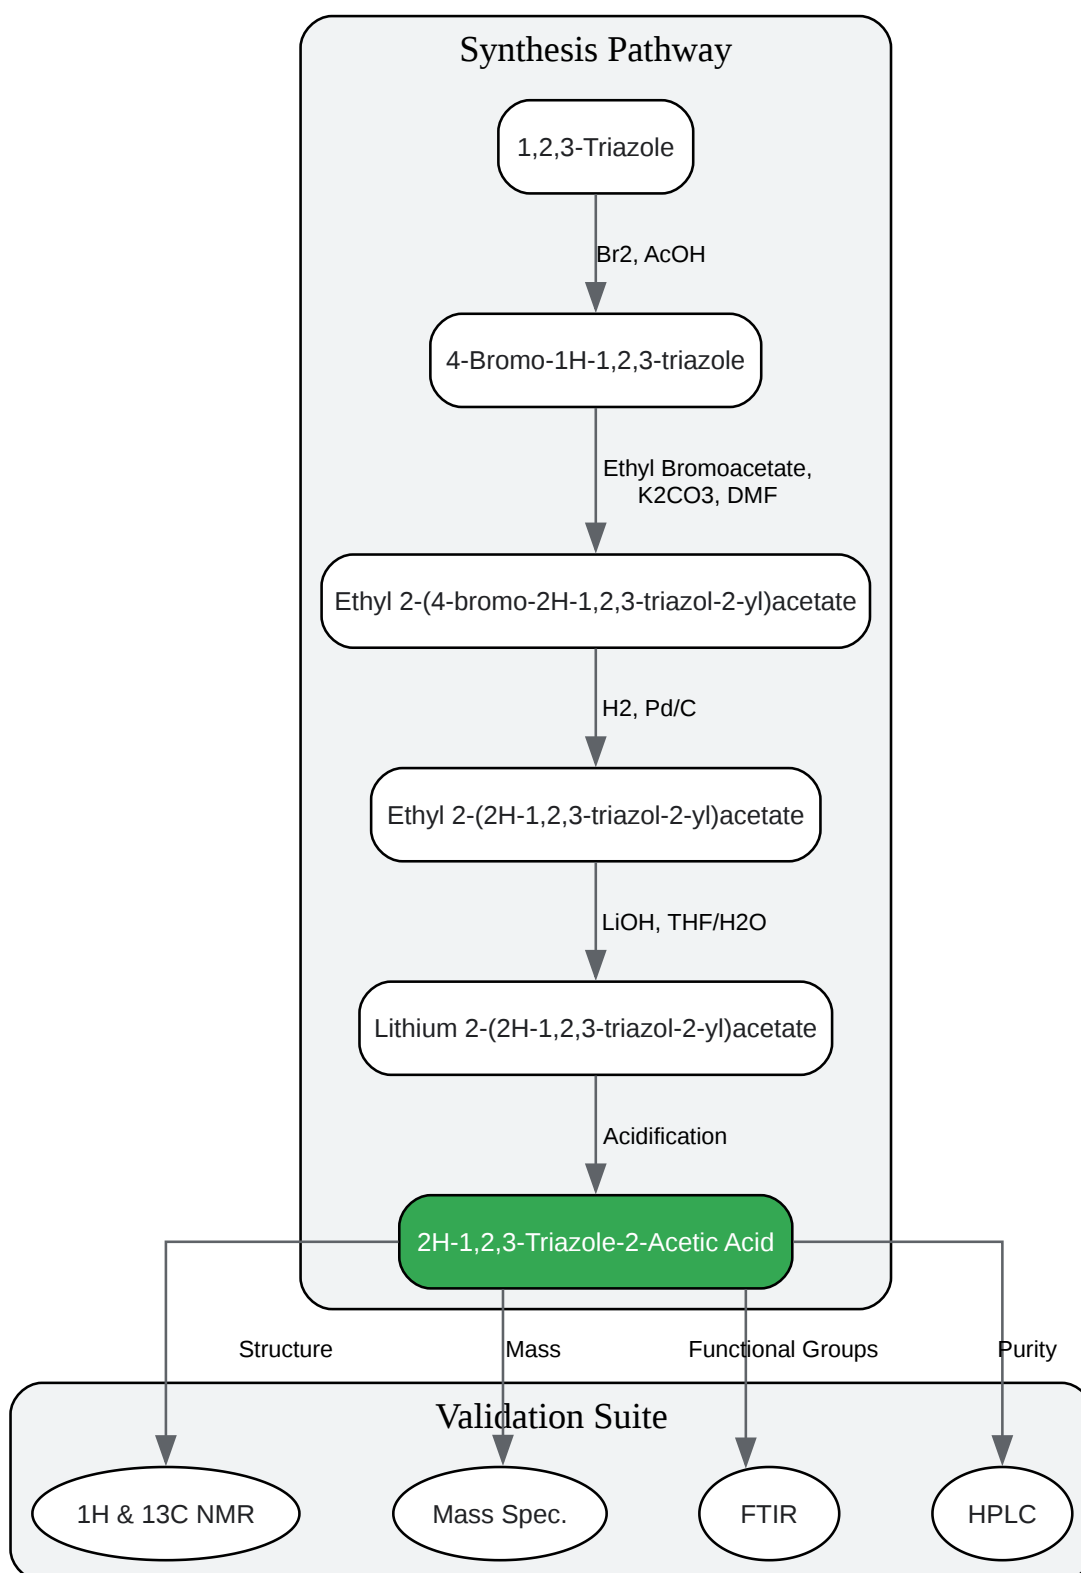 Synthesis Pathway
1,2,3-Triazole
Br2, AcOH
4-Bromo-1H-1,2,3-triazole
Ethyl Bromoacetate,
K2CO3, DMF
Ethyl 2-(4-bromo-2H-1,2,3-triazol-2-yl)acetate
H2, Pd/C
Ethyl 2-(2H-1,2,3-triazol-2-yl)acetate
LiOH, THF/H2O
Lithium 2-(2H-1,2,3-triazol-2-yl)acetate
Acidification
2H-1,2,3-Triazole-2-Acetic Acid
Structure
Mass
Functional Groups
Purity
Validation Suite
1H & 13C NMR
Mass Spec.
FTIR
HPLC